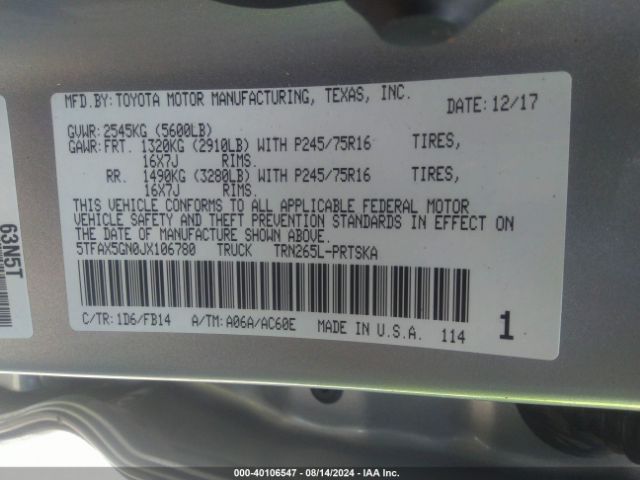 MFD.BY:TOYOTA MOTOR MANUFACTURING, TEXAS, INC.
DATE:12/17
GVWR:2545KG (5600LB)
GAWR:FRT. 1320KG (2910LB) WITH P245/75R16 TIRES,
16X7J RIMS.
RR. 1490KG (3280LB) WITH P245/75R16 TIRES,
16X7J RIMS.
THIS VEHICLE CONFORMS TO ALL APPLICABLE FEDERAL MOTOR
VEHICLE SAFETY AND THEFT PREVENTION STANDARDS IN EFFECT ON
THE DATE OF MANUFACTURE SHOWN ABOVE.
5TFAX5GN0JX106780 TRUCK TRN265L-PRTSKA
C/TR:1D6/FB14 A/TM:A06A/AC60E MADE IN U.S.A. 114
1
63N5T
000-40106547 - 08/14/2024 - IAA Inc.